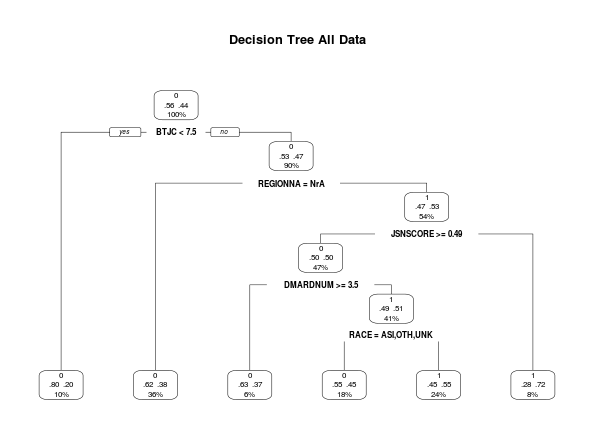 Decision Tree All Data
0
.56 .44
100%
yes BTJC < 7.5 no
0
.53 .47
90%
REGIONNA = NrA
1
.47 .53
54%
JSNSCORE >= 0.49
0
.50 .50
47%
DMARDNUM >= 3.5
1
.49 .51
41%
RACE = ASI,OTH,UNK
0 0 0 0 1 1
.80 .20 .62 .38 .63 .37 .55 .45 .45 .55 .28 .72
10% 36% 6% 18% 24% 8%